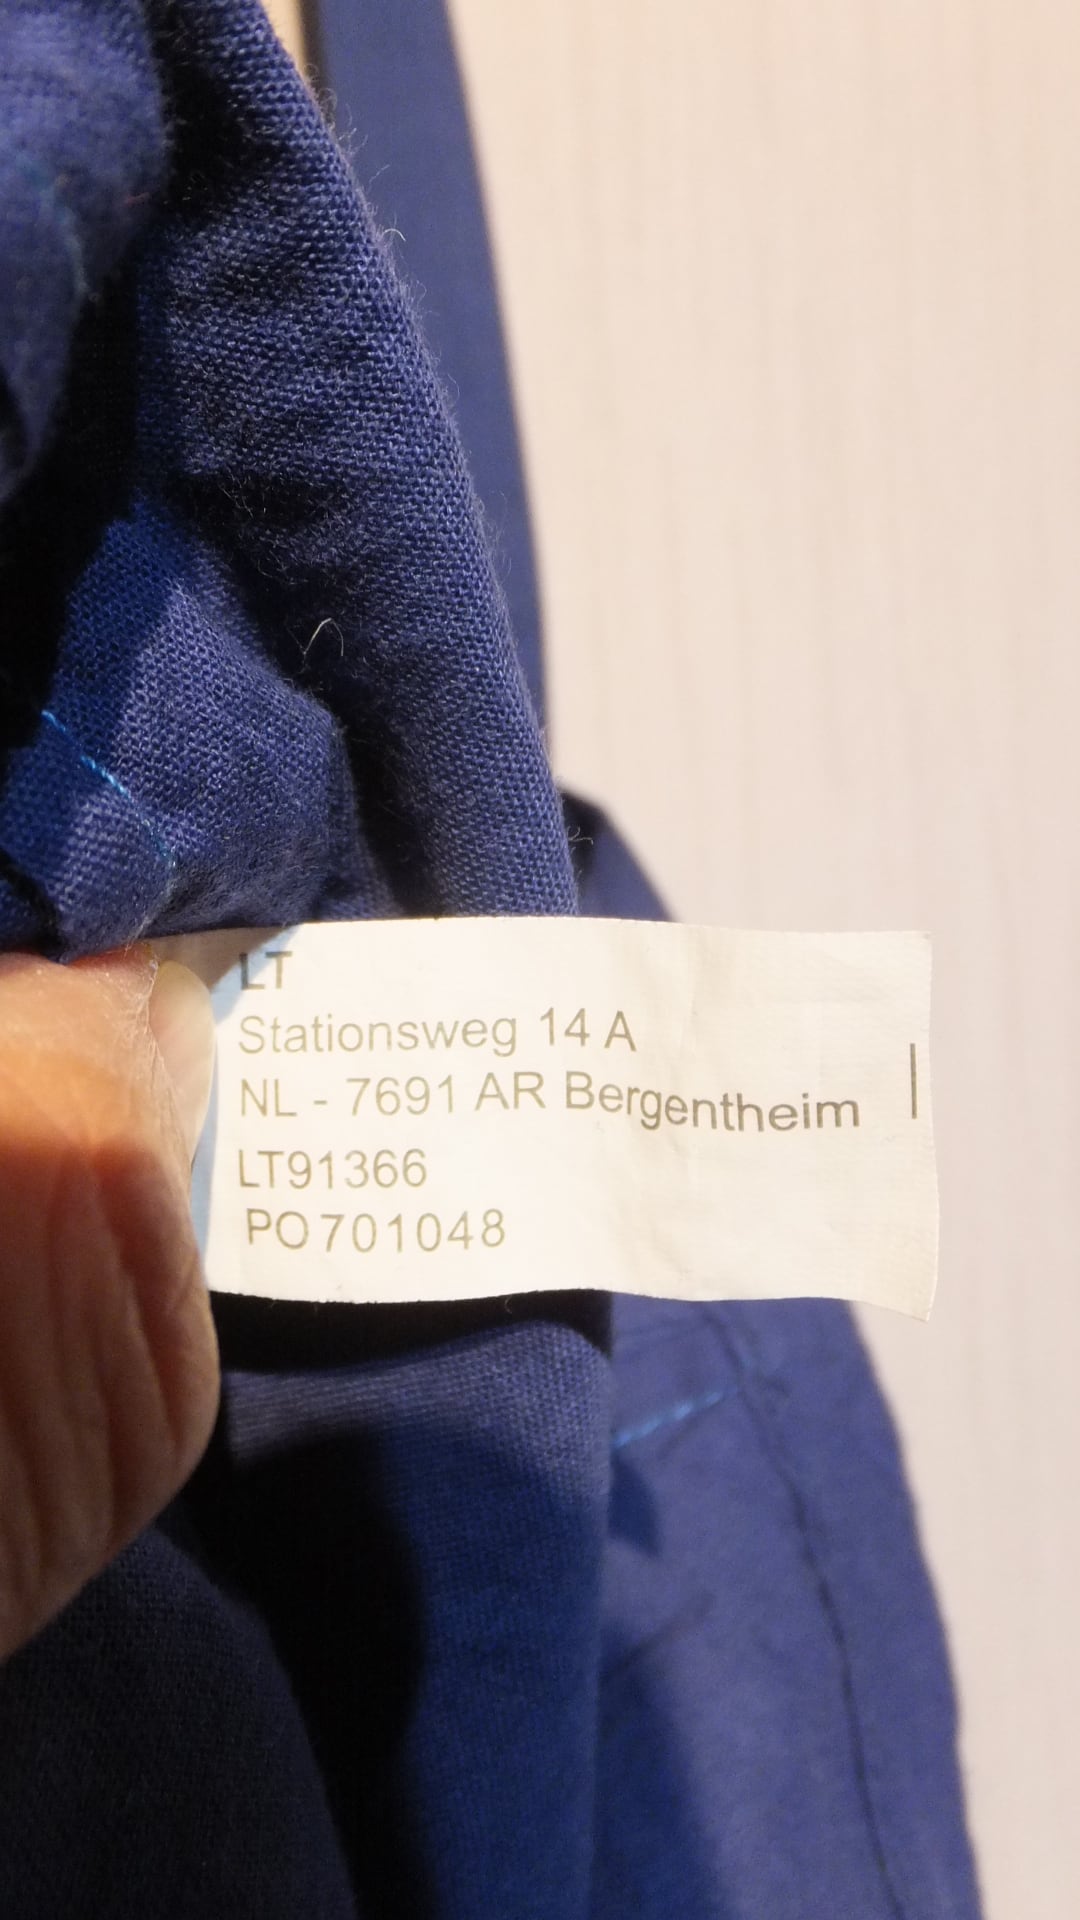 LT
Stationsweg 14 A
NL - 7691 AR Bergentheim
LT91366
PO701048